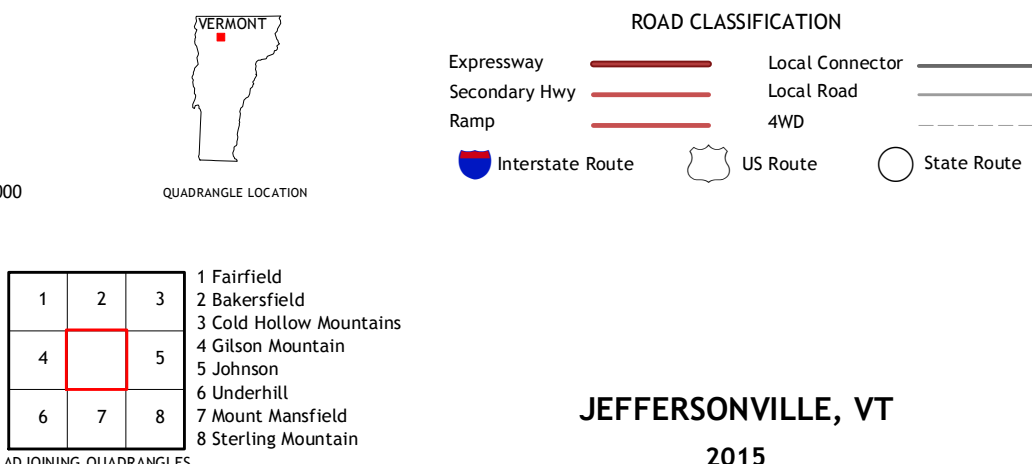 VERMONT
QUADRANGLE LOCATION
000
ROAD CLASSIFICATION
Expressway
Local Connector
Secondary Hwy
Local Road
Ramp
4WD
Interstate Route
US Route
State Route
1 2 3
4 5
6 7 8
1 Fairfield
2 Bakersfield
3 Cold Hollow Mountains
4 Gilson Mountain
5 Johnson
6 Underhill
7 Mount Mansfield
8 Sterling Mountain
ADJOINING QUADRANGLES
JEFFERSONVILLE, VT
2015